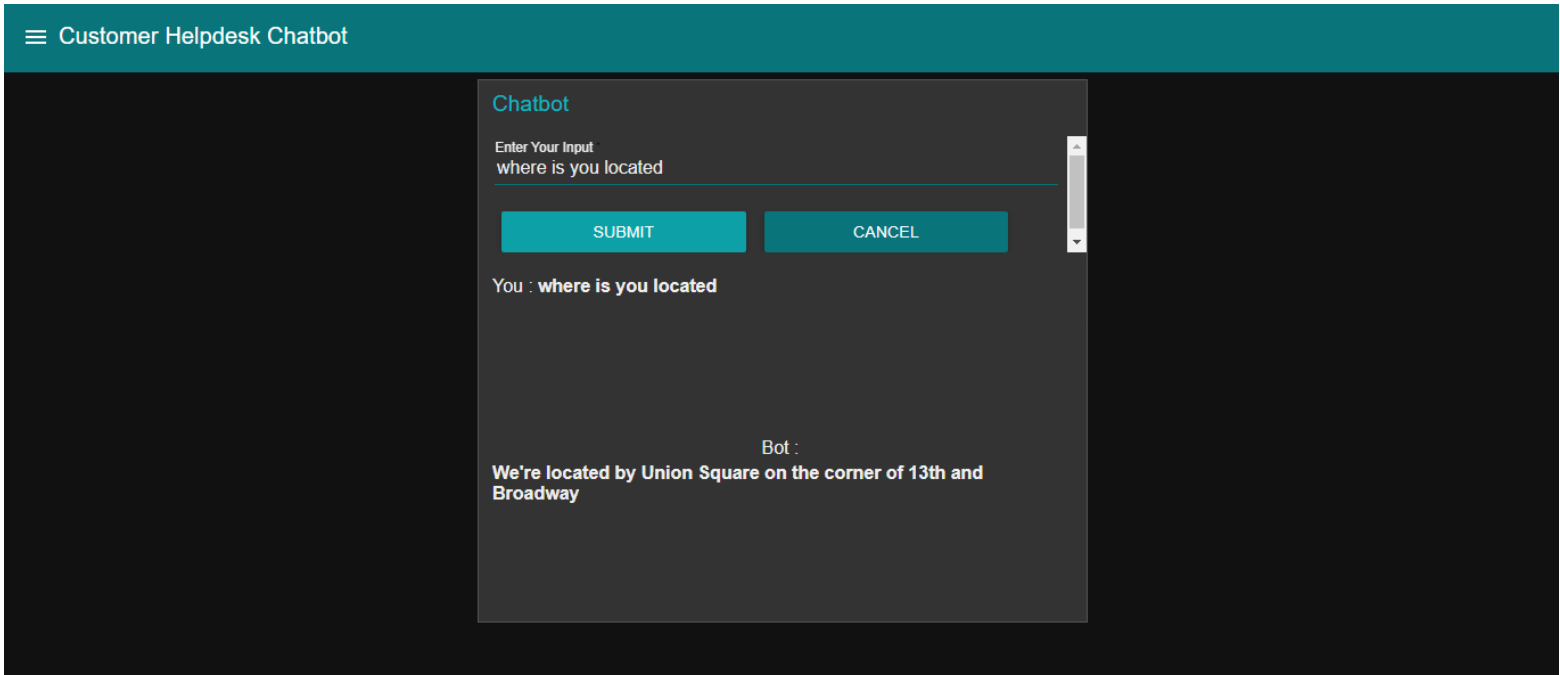 Customer Helpdesk Chatbot
Chatbot
Enter Your Input
where is you located
SUBMIT CANCEL
You : where is you located
Bot :
We're located by Union Square on the corner of 13th and
Broadway